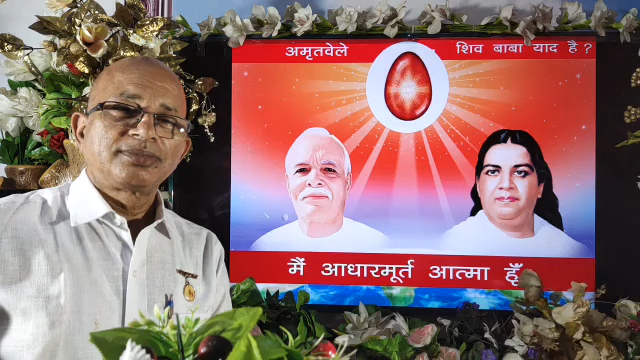 अमृतवेले शिव बाबा याद है ?
मैं आधारमूर्त आत्मा हूँ